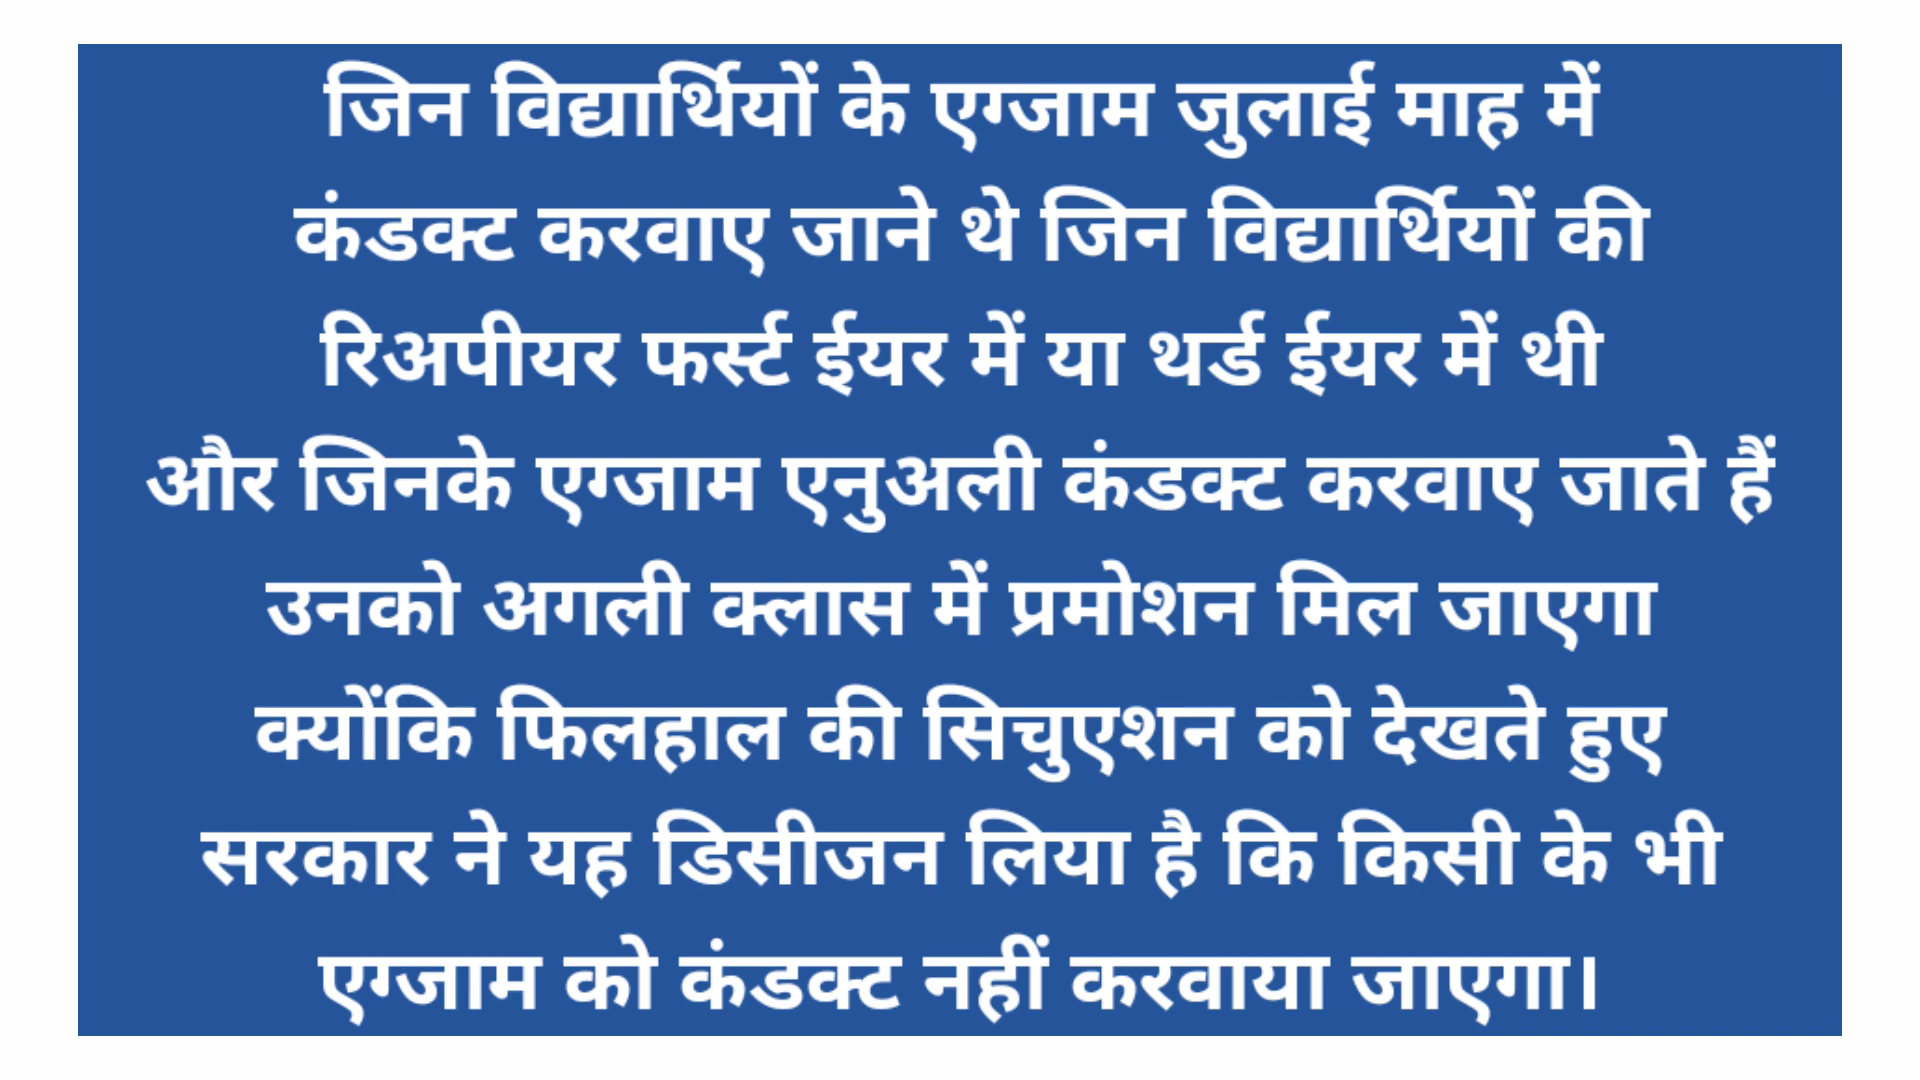 जिन विद्यार्थियों के एग्जाम जुलाई माह में
कंडक्ट करवाए जाने थे जिन विद्यार्थियों की
रिअपीयर फर्स्ट ईयर में या थर्ड ईयर में थी
और जिनके एग्जाम एनुअली कंडक्ट करवाए जाते हैं
उनको अगली क्लास में प्रमोशन मिल जाएगा
क्योंकि फिलहाल की सिचुएशन को देखते हुए
सरकार ने यह डिसीजन लिया है कि किसी के भी
एग्जाम को कंडक्ट नहीं करवाया जाएगा।